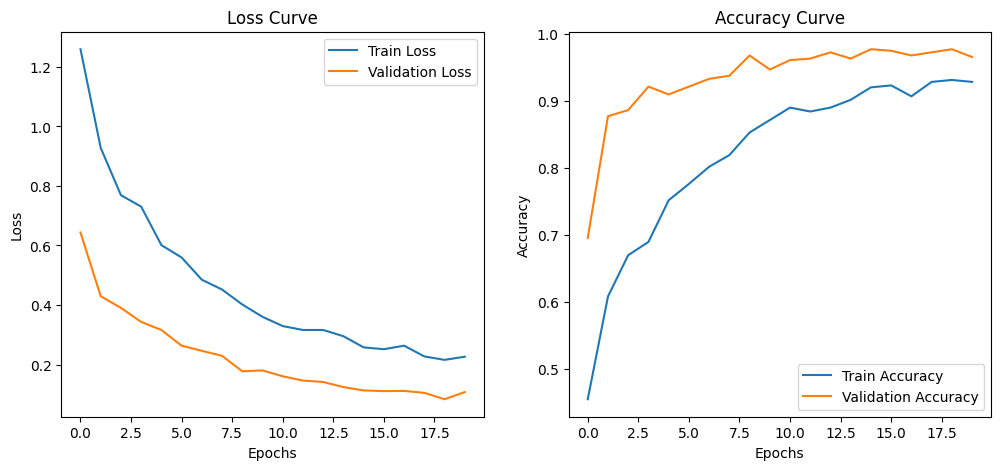 Loss Curve
Train Loss
Validation Loss
1.2
1.0
0.8
0.6
0.4
0.2
Loss
0.0 2.5 5.0 7.5 10.0 12.5 15.0 17.5
Epochs
Accuracy Curve
1.0
0.9
0.8
0.7
0.6
0.5
Accuracy
Train Accuracy
Validation Accuracy
0.0 2.5 5.0 7.5 10.0 12.5 15.0 17.5
Epochs